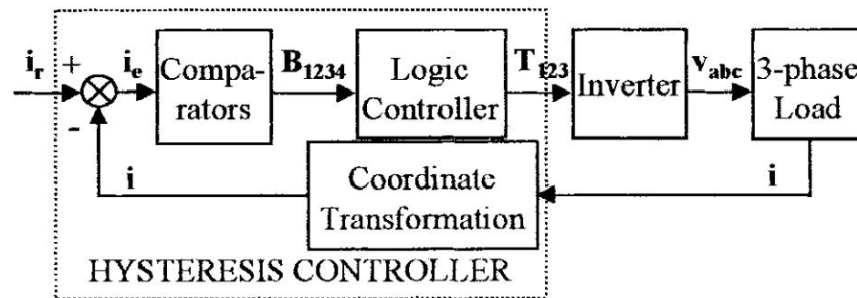 i_r
+
-
i_e
Compa-
rators
B_1234
Logic
Controller
T_123
Inverter
v_abc
3-phase
Load
i
Coordinate
Transformation
i
HYSTERESIS CONTROLLER